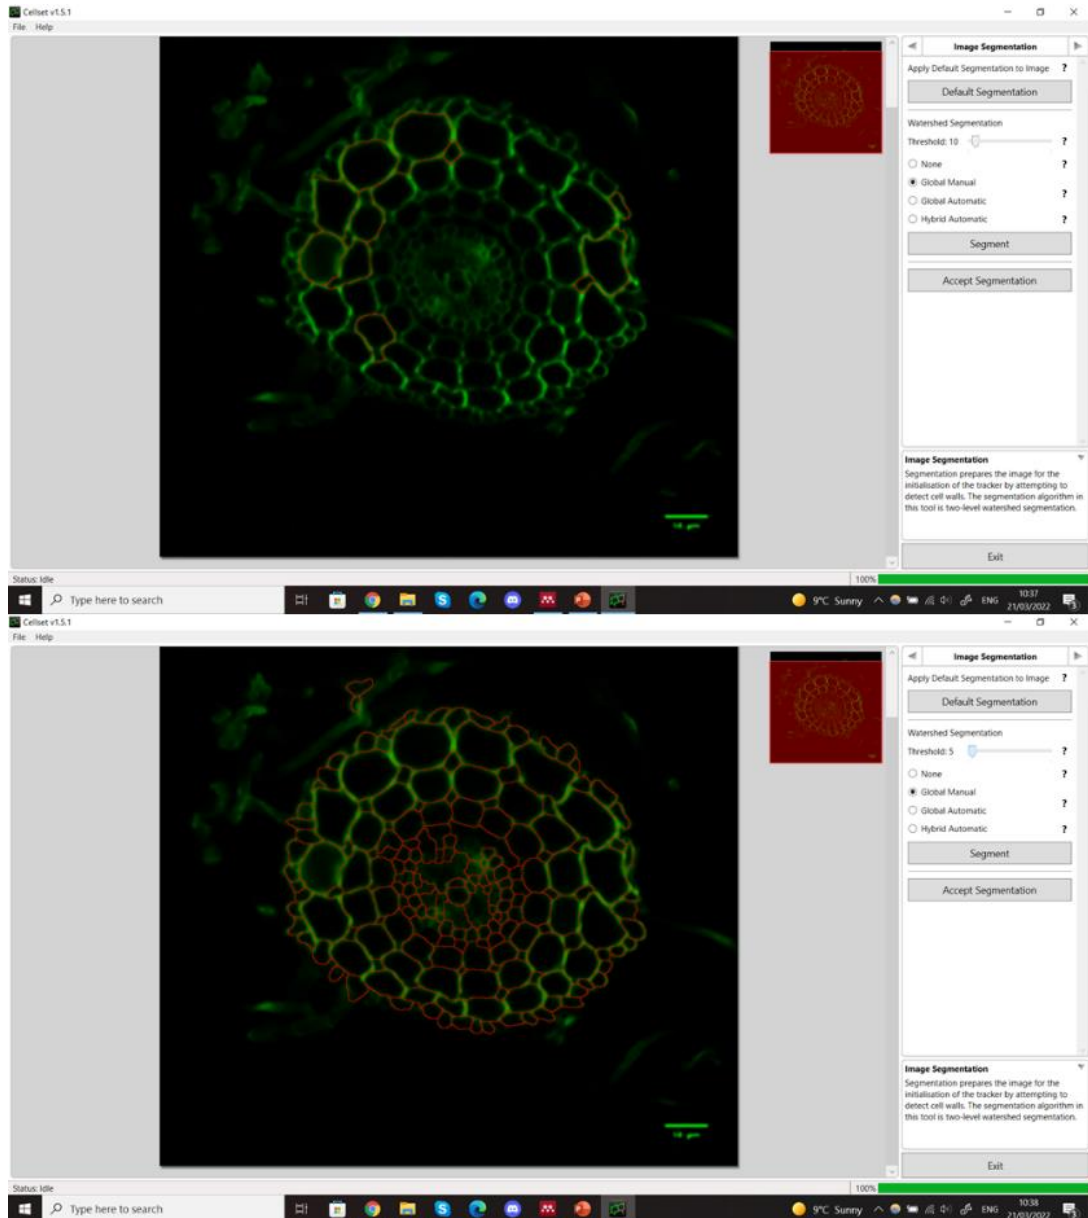 Cellset v1.5.1
File Help
Image Segmentation
Apply Default Segmentation to Image ?
Default Segmentation
Watershed Segmentation
Threshold: 10 ?
None ?
Global Manual
Global Automatic ?
Hybrid Automatic ?
Segment
Accept Segmentation
Image Segmentation
Segmentation prepares the image for the
initialisation of the tracker by attempting to
detect cell walls. The segmentation algorithm in
this tool is two-level watershed segmentation.
Exit
Status: Idle 100%
Type here to search 9°C Sunny ENG 10:37
21/03/2022
Cellset v1.5.1
File Help
Image Segmentation
Apply Default Segmentation to Image ?
Default Segmentation
Watershed Segmentation
Threshold: 5 ?
None ?
Global Manual
Global Automatic ?
Hybrid Automatic ?
Segment
Accept Segmentation
Image Segmentation
Segmentation prepares the image for the
initialisation of the tracker by attempting to
detect cell walls. The segmentation algorithm in
this tool is two-level watershed segmentation.
Exit
Status: Idle 100%
Type here to search 9°C Sunny ENG 10:38
21/03/2022